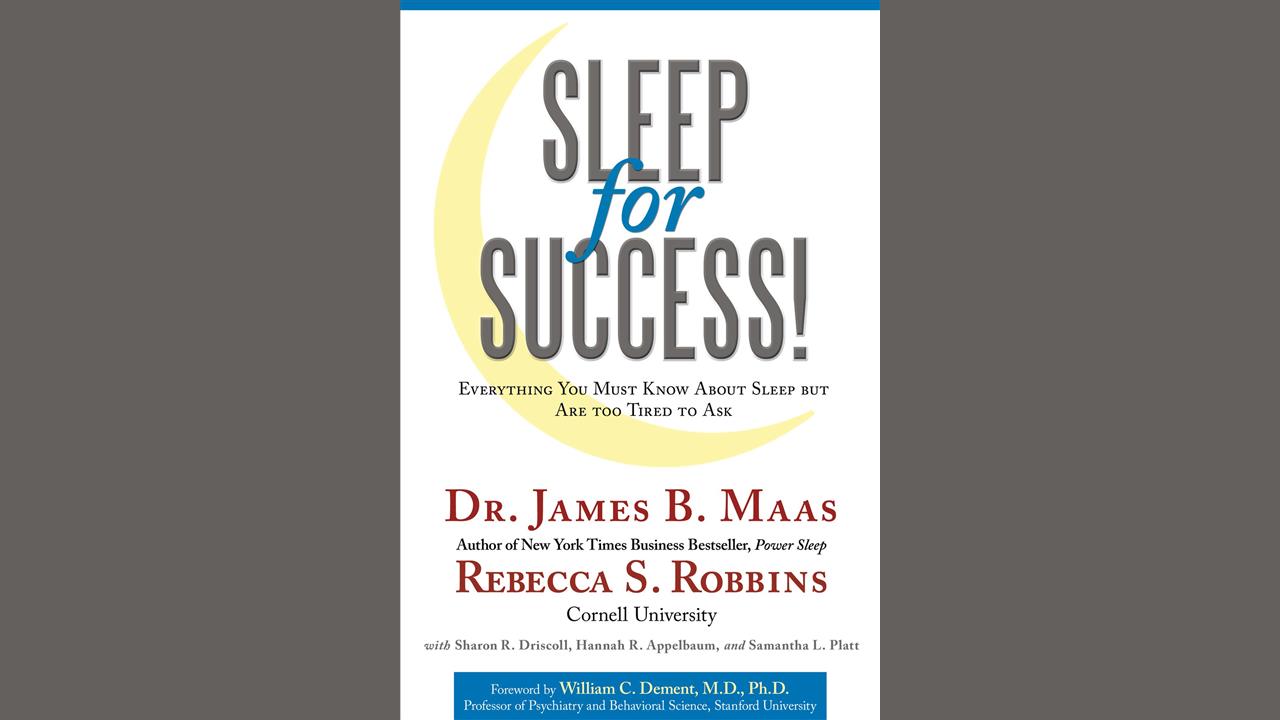 SLEEP
for
SUCCESS!
EVERYTHING YOU MUST KNOW ABOUT SLEEP BUT
ARE TOO TIRED TO ASK
DR. JAMES B. MAAS
Author of New York Times Business Bestseller, Power Sleep
REBECCA S. ROBBINS
Cornell University
with Sharon R. Driscoll, Hannah R. Appelbaum, and Samantha L. Platt
Foreword by William C. Dement, M.D., Ph.D.
Professor of Psychiatry and Behavioral Science, Stanford University